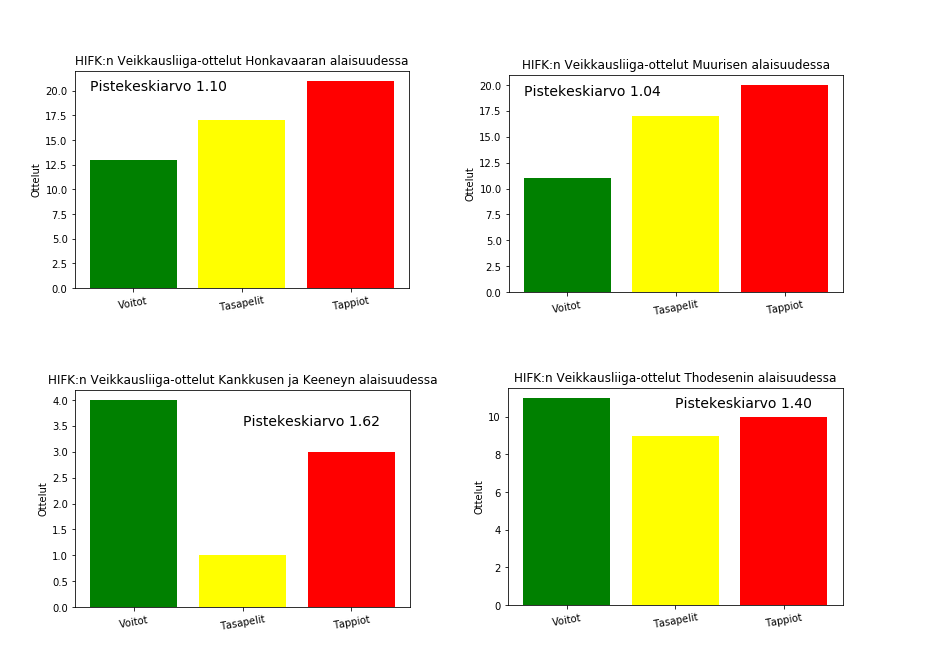 HIFK:n Veikkausliiga-ottelut Honkavaaran alaisuudessa
Pistekeskiarvo 1.10
Ottelut
20.0
17.5
15.0
12.5
10.0
7.5
5.0
2.5
0.0
Voitot
Tasapelit
Tappiot
HIFK:n Veikkausliiga-ottelut Muurisen alaisuudessa
Pistekeskiarvo 1.04
Ottelut
20.0
17.5
15.0
12.5
10.0
7.5
5.0
2.5
0.0
Voitot
Tasapelit
Tappiot
HIFK:n Veikkausliiga-ottelut Kankkusen ja Keeneyn alaisuudessa
Pistekeskiarvo 1.62
Ottelut
4.0
3.5
3.0
2.5
2.0
1.5
1.0
0.5
0.0
Voitot
Tasapelit
Tappiot
HIFK:n Veikkausliiga-ottelut Thodesenin alaisuudessa
Pistekeskiarvo 1.40
Ottelut
10
8
6
4
2
0
Voitot
Tasapelit
Tappiot